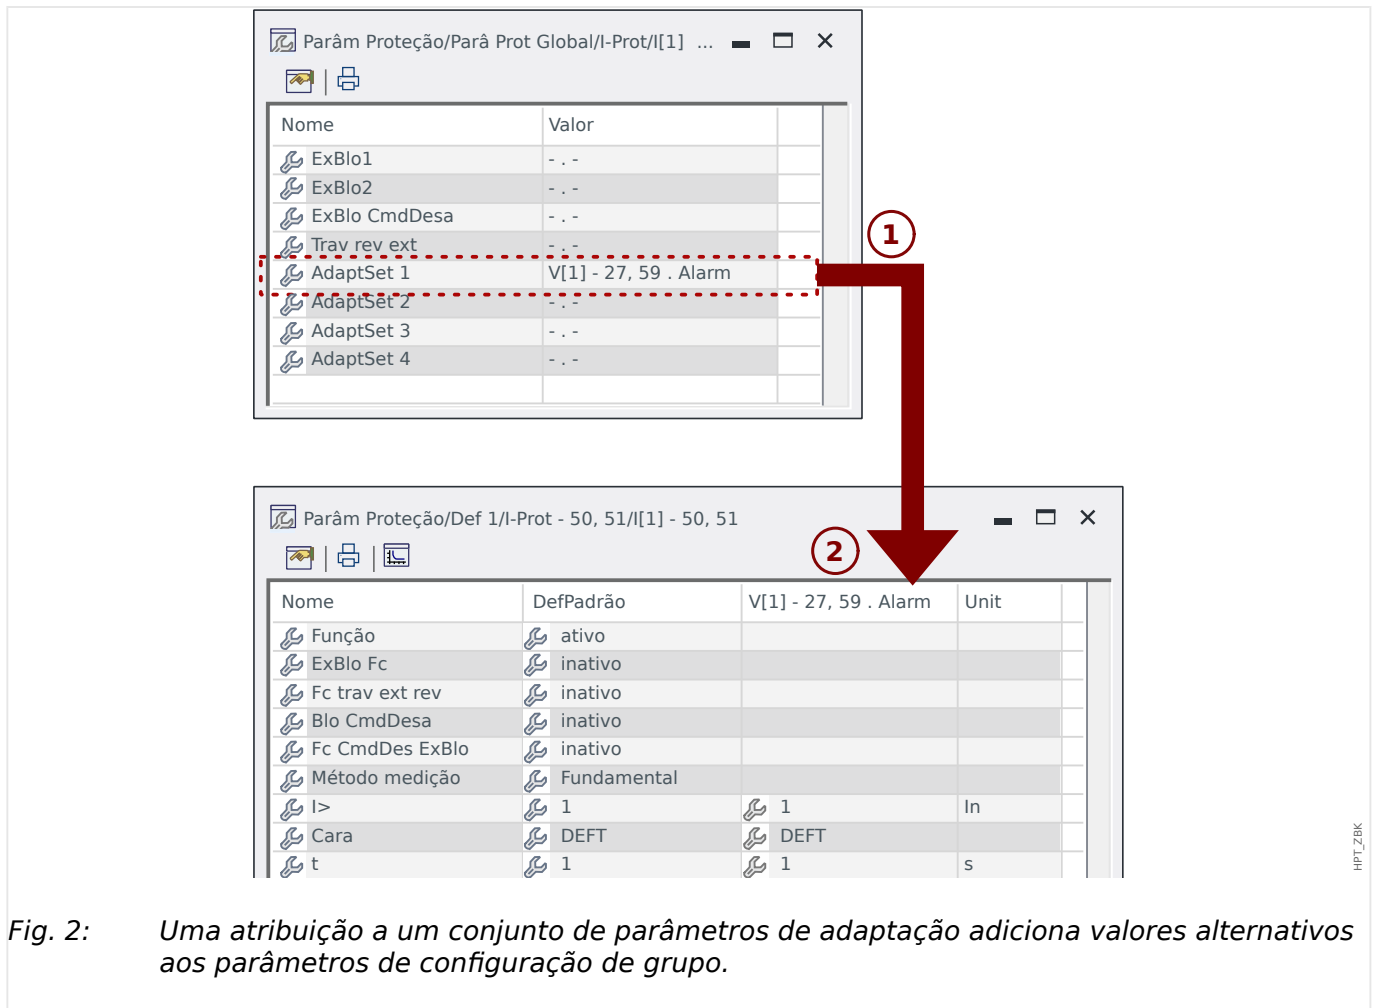 Parâm Proteção/Parâ Prot Global/I-Prot/I[1] ...
Nome Valor
ExBlo1 - . -
ExBlo2 - . -
ExBlo CmdDesa - . -
Trav rev ext - . -
1
AdaptSet 1 V[1] - 27, 59 . Alarm
AdaptSet 2 - . -
AdaptSet 3 - . -
AdaptSet 4 - . -
Parâm Proteção/Def 1/I-Prot - 50, 51/I[1] - 50, 51
2
Nome DefPadrão V[1] - 27, 59 . Alarm Unit
Função ativo
ExBlo Fc inativo
Fc trav ext rev inativo
Blo CmdDesa inativo
Fc CmdDes ExBlo inativo
Método medição Fundamental
I> 1 1 In
Cara DEFT DEFT
t 1 1 s
HPT_ZBK
Fig. 2: Uma atribuição a um conjunto de parâmetros de adaptação adiciona valores alternativos
aos parâmetros de configuração de grupo.